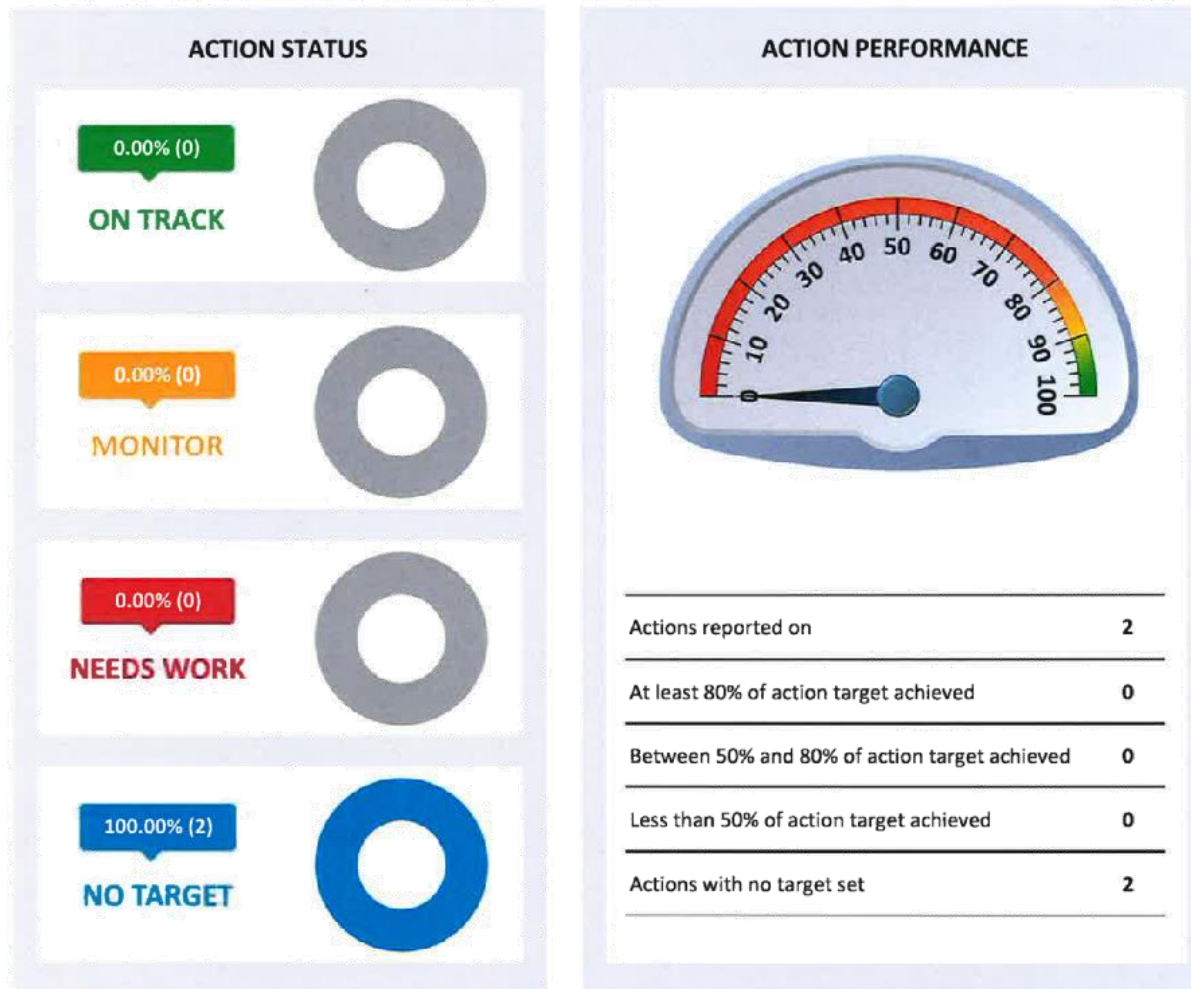 ACTION STATUS
0.00% (0)
ON TRACK
0.00% (0)
MONITOR
0.00% (0)
NEEDS WORK
100.00% (2)
NO TARGET
ACTION PERFORMANCE
0 10 20 30 40 50 60 70 80 90 100
Actions reported on 2
At least 80% of action target achieved 0
Between 50% and 80% of action target achieved 0
Less than 50% of action target achieved 0
Actions with no target set 2